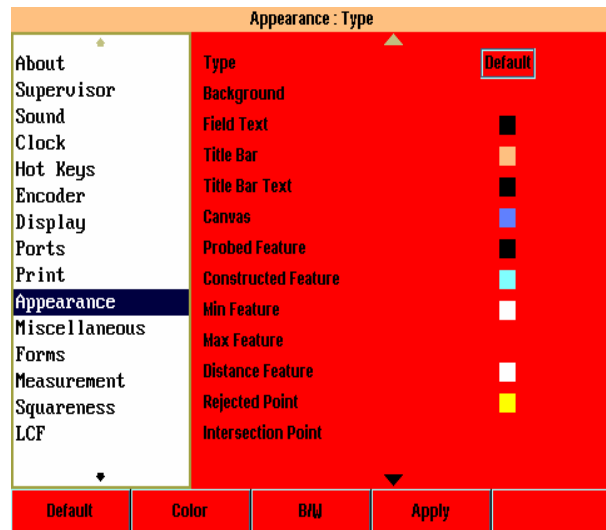 Appearance : Type
About
Supervisor
Sound
Clock
Hot Keys
Encoder
Display
Ports
Print
Appearance
Miscellaneous
Forms
Measurement
Squareness
LCF
Type Default
Background
Field Text
Title Bar
Title Bar Text
Canvas
Probed Feature
Constructed Feature
Min Feature
Max Feature
Distance Feature
Rejected Point
Intersection Point
Default Color B/W Apply